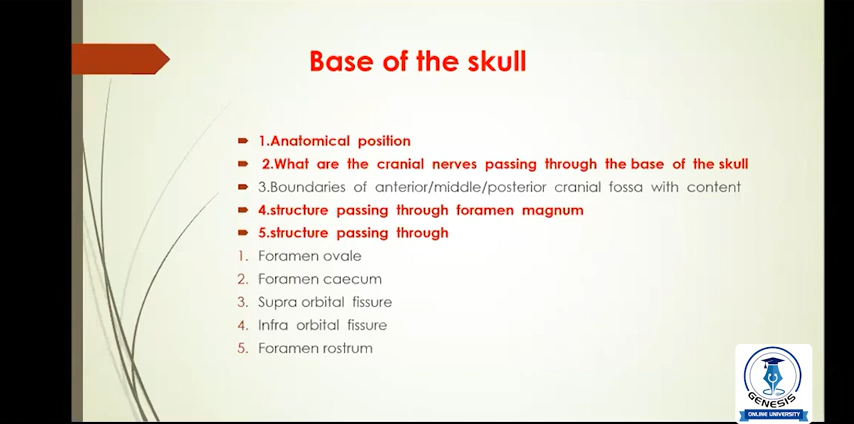 Base of the skull
1.Anatomical position
2.What are the cranial nerves passing through the base of the skull
3.Boundaries of anterior/middle/posterior cranial fossa with content
4.structure passing through foramen magnum
5.structure passing through
1. Foramen ovale
2. Foramen caecum
3. Supra orbital fissure
4. Infra orbital fissure
5. Foramen rostrum
GENESIS
ONLINE UNIVERSITY